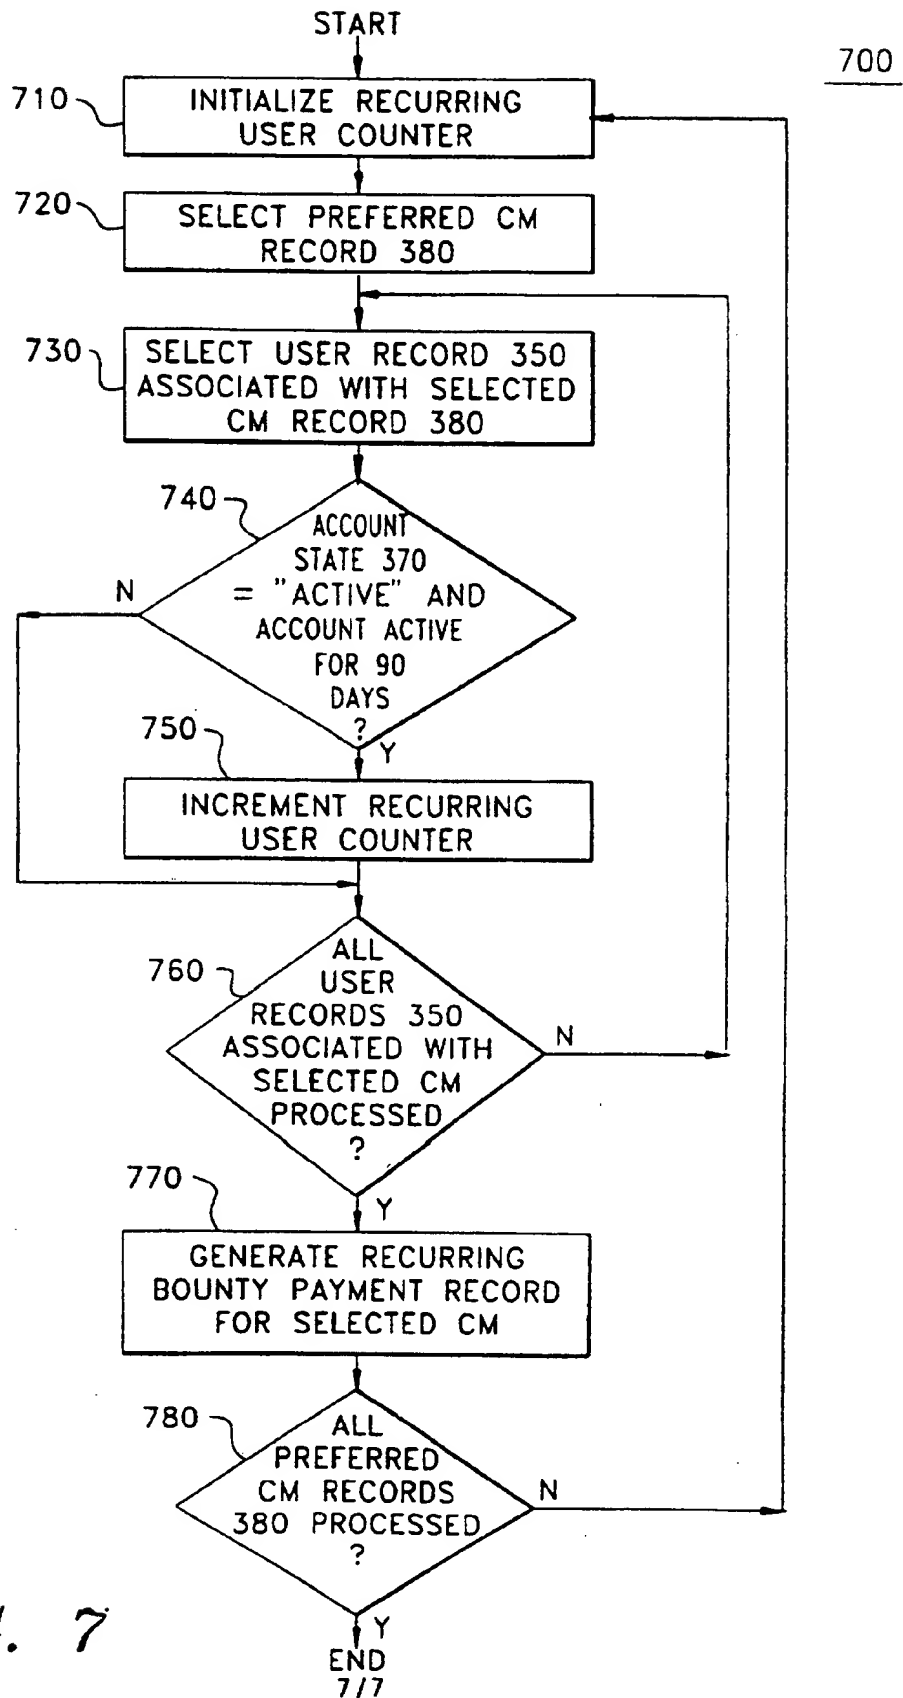 START
700
710
INITIALIZE RECURRING
USER COUNTER
720
SELECT PREFERRED CM
RECORD 380
730
SELECT USER RECORD 350
ASSOCIATED WITH SELECTED
CM RECORD 380
740
ACCOUNT
STATE 370
= "ACTIVE" AND
ACCOUNT ACTIVE
FOR 90
DAYS
?
N
Y
750
INCREMENT RECURRING
USER COUNTER
760
ALL
USER
RECORDS 350
ASSOCIATED WITH
SELECTED CM
PROCESSED
?
N
Y
770
GENERATE RECURRING
BOUNTY PAYMENT RECORD
FOR SELECTED CM
780
ALL
PREFERRED
CM RECORDS
380 PROCESSED
?
N
Y
. 7
END
7/7